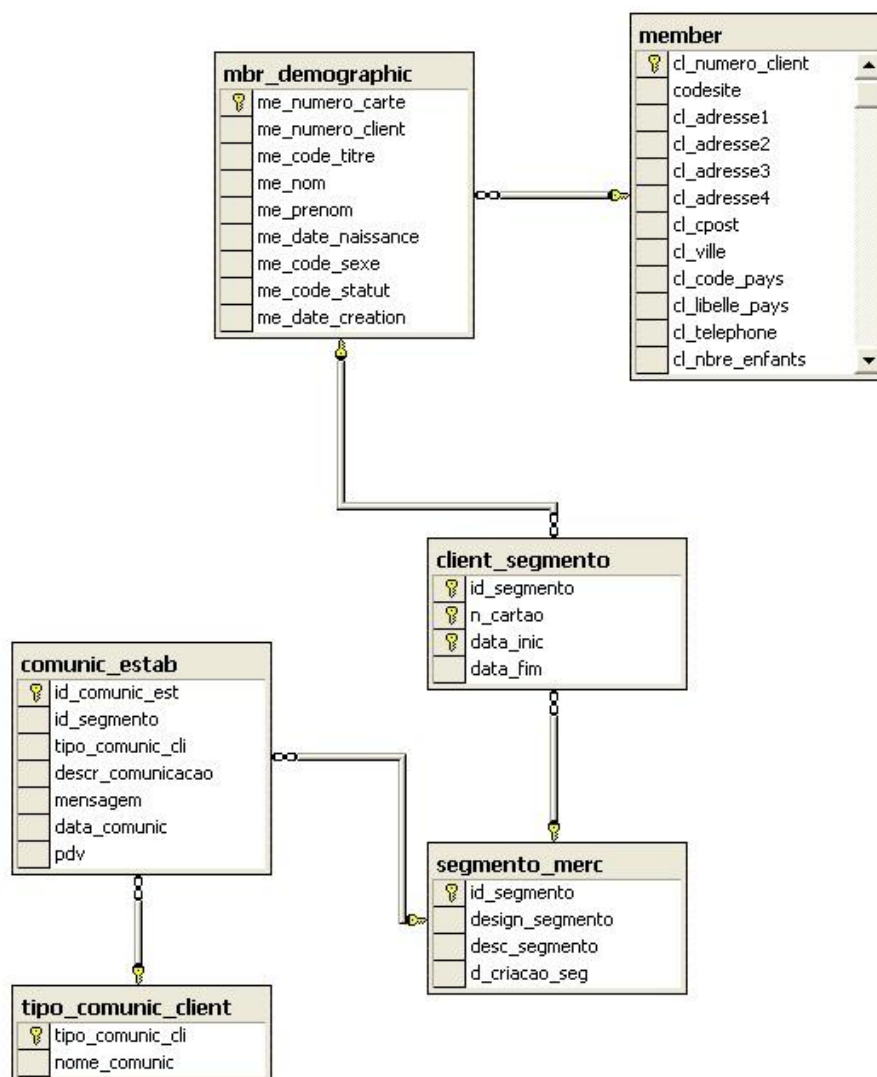 mbr_demographic
me_numero_carte
me_numero_client
me_code_titre
me_nom
me_prenom
me_date_naissance
me_code_sexe
me_code_statut
me_date_creation
member
cl_numero_client
codesite
cl_adresse1
cl_adresse2
cl_adresse3
cl_adresse4
cl_cpost
cl_ville
cl_code_pays
cl_libelle_pays
cl_telephone
cl_nbre_enfants
client_segmento
id_segmento
n_cartao
data_inic
data_fim
comunic_estab
id_comunic_est
id_segmento
tipo_comunic_cli
descr_comunicacao
mensagem
data_comunic
pdv
segmento_merc
id_segmento
design_segmento
desc_segmento
d_criacao_seg
tipo_comunic_client
tipo_comunic_cli
nome_comunic